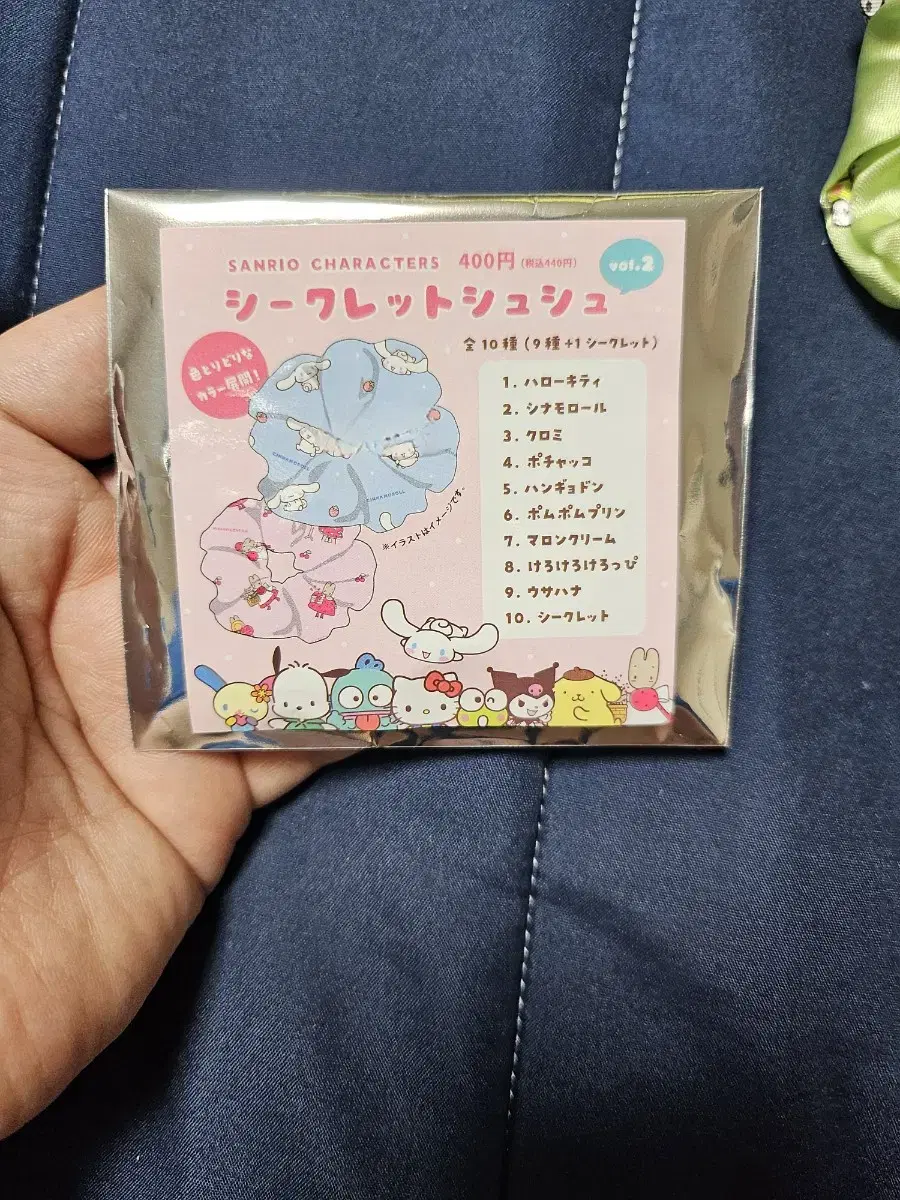 SANRIO CHARACTERS 400円 (税込440円) vol.2
シークレットシュシュ
全10種 (9種+1シークレット)
色とりどりな
カラー展開!
1. ハローキティ
2. シナモロール
3. クロミ
4. ポチャッコ
5. ハンギョドン
6. ポムポムプリン
7. マロンクリーム
8. けろけろけろっぴ
9. ウサハナ
10. シークレット
CINNAMOROLL
CINNAMOROLL
※イラストはイメージです。